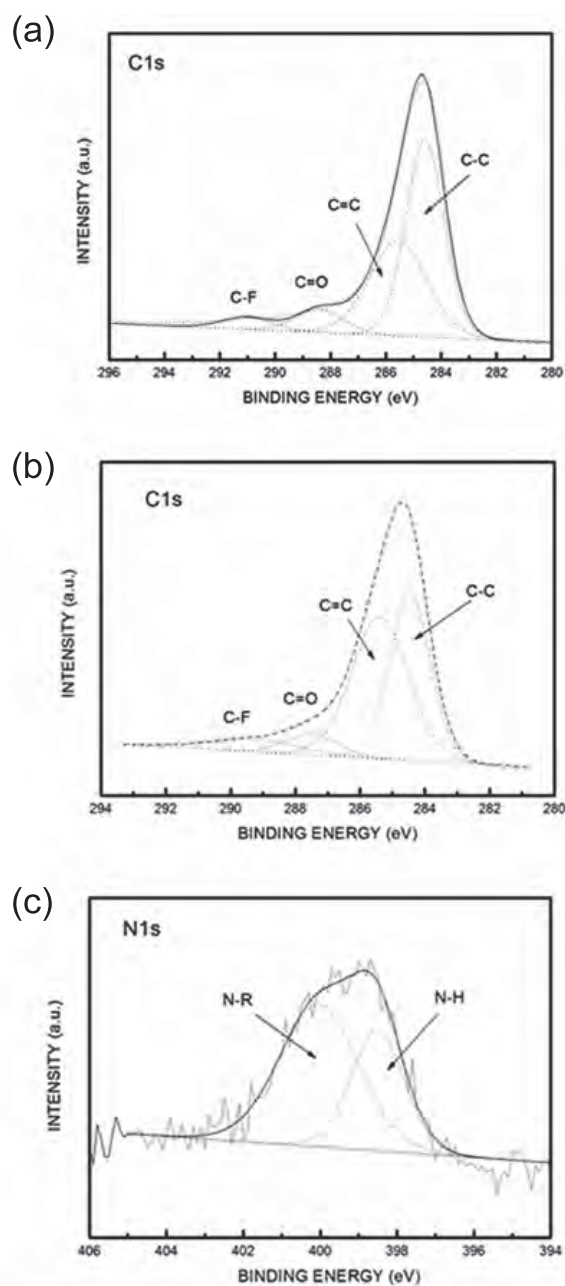 (a)
C1s
INTENSITY (a.u.)
C-C
C=C
C=O
C-F
296 294 292 290 288 286 284 282 280
BINDING ENERGY (eV)
(b)
C1s
INTENSITY (a.u.)
C=C
C-C
C=O
C-F
294 292 290 288 286 284 282 280
BINDING ENERGY (eV)
(c)
N1s
INTENSITY (a.u.)
N-R
N-H
406 404 402 400 398 396 394
BINDING ENERGY (eV)